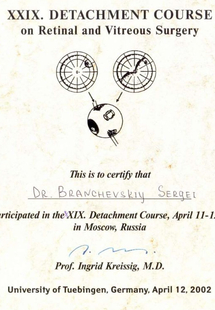 XXIX. DETACHMENT COURSE
on Retinal and Vitreous Surgery
This is to certify that
DR. BRANCHEVSKIY SERGEI
articipated in the XIX. Detachment Course, April 11-1
in Moscow, Russia
Prof. Ingrid Kreissig, M.D.
University of Tuebingen, Germany, April 12, 2002